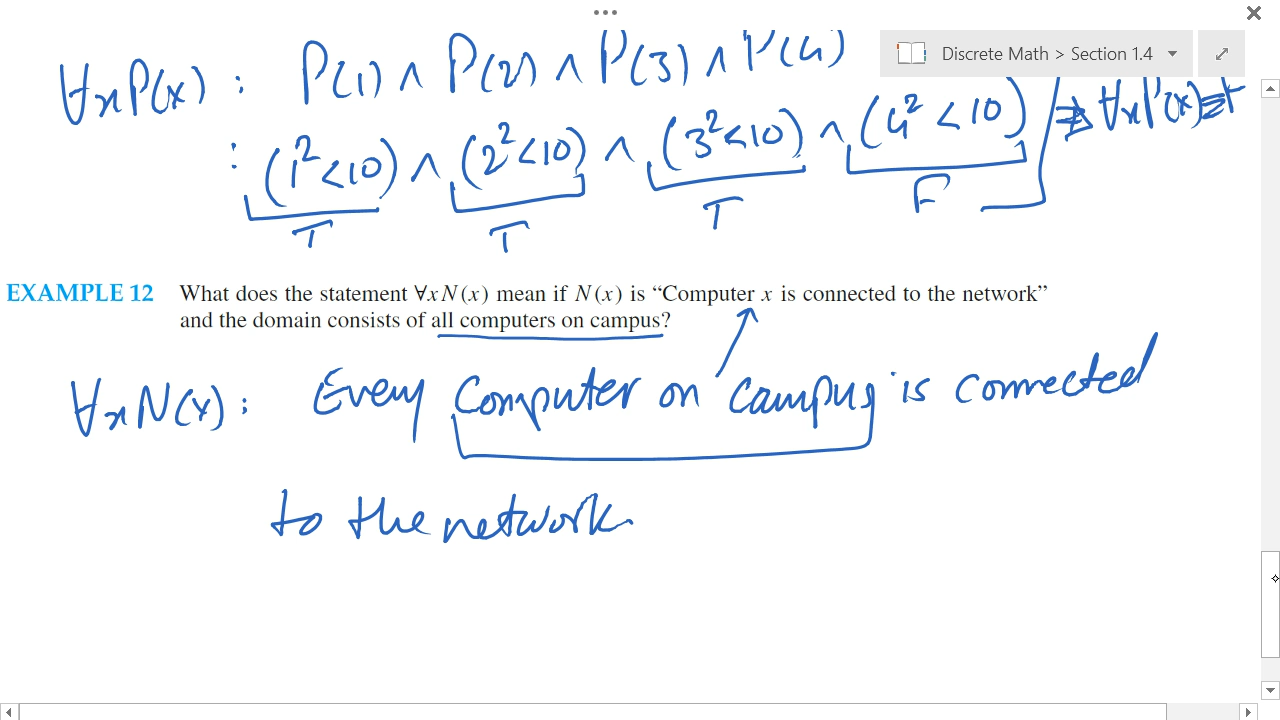 Discrete Math > Section 1.4
∀xP(x) : P(1) ∧ P(2) ∧ P(3) ∧ P(4)
: (1² < 10) ∧ (2² < 10) ∧ (3² < 10) ∧ (4² < 10) ⇒ ∀xP(x) ≡ F
T T T F
EXAMPLE 12 What does the statement ∀xN(x) mean if N(x) is “Computer x is connected to the network”
and the domain consists of all computers on campus?
∀xN(x) : Every Computer on campus is connected
to the network.